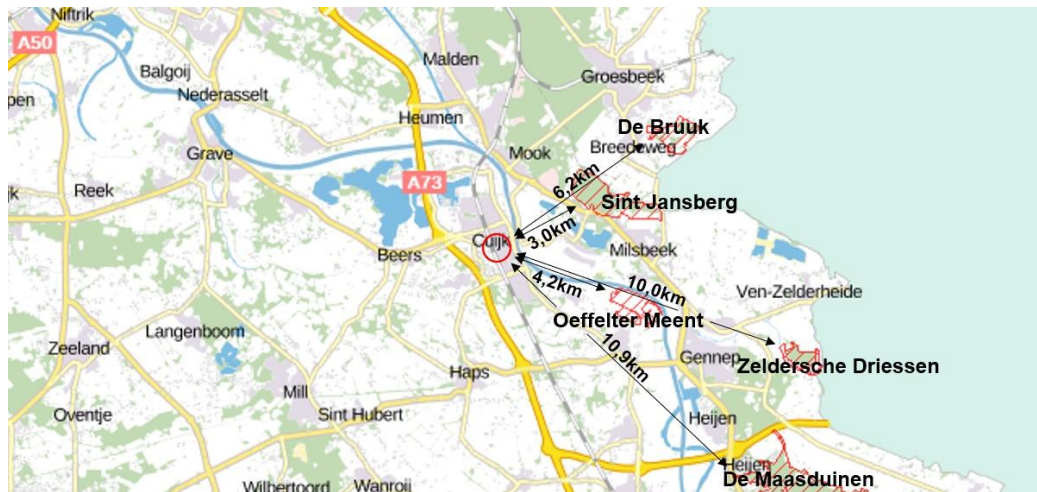 Niftrik
A50
Malden
Balgoij
Groesbeek
pen
Nederasselt
Heumen
De Bruuk
Breedeweg
Grave
Mook
A73
6,2km
Reek
Sint Jansberg
3,0km
Cuijk
Milsbeek
Beers
4,2km
10,0km
Ven-Zelderheide
Oeffelter Meent
Langenboom
Zeeland
10,9km
Gennep
Zeldersche Driessen
Haps
Mill
Oventje
Sint Hubert
Heijen
Heijen
De Maasduinen
Wilbertoord
Wanroij